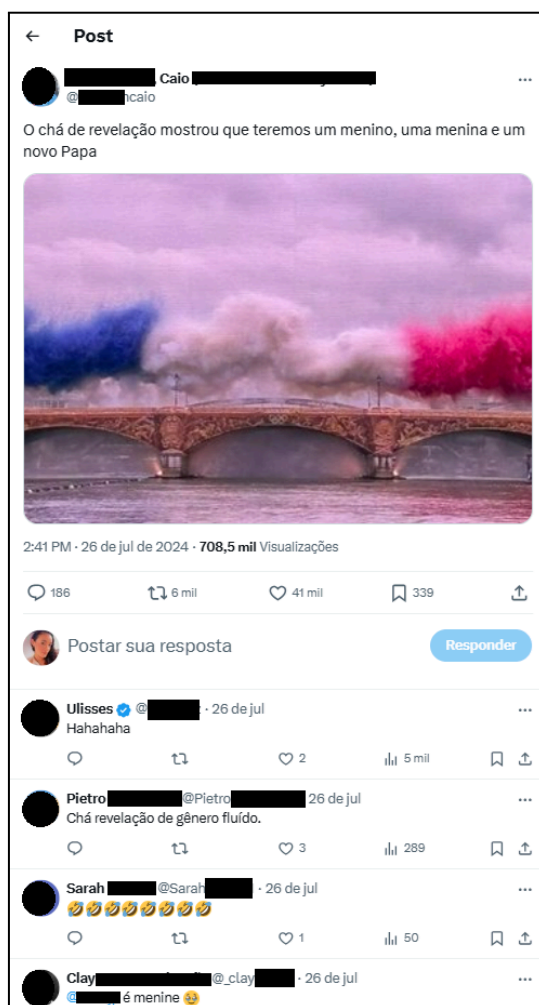 Post
, Caio
@ ncaio
O chá de revelação mostrou que teremos um menino, uma menina e um
novo Papa
2:41 PM · 26 de jul de 2024 · 708,5 mil Visualizações
186 6 mil 41 mil 339
Postar sua resposta Responder
Ulisses @ · 26 de jul
Hahahaha
2 5 mil
Pietro @Pietro 26 de jul
Chá revelação de gênero fluído.
3 289
Sarah @Sarah · 26 de jul
🤣🤣🤣🤣🤣🤣🤣🤣
1 50
Clay @_clay · 26 de jul
@ é menine 🥹